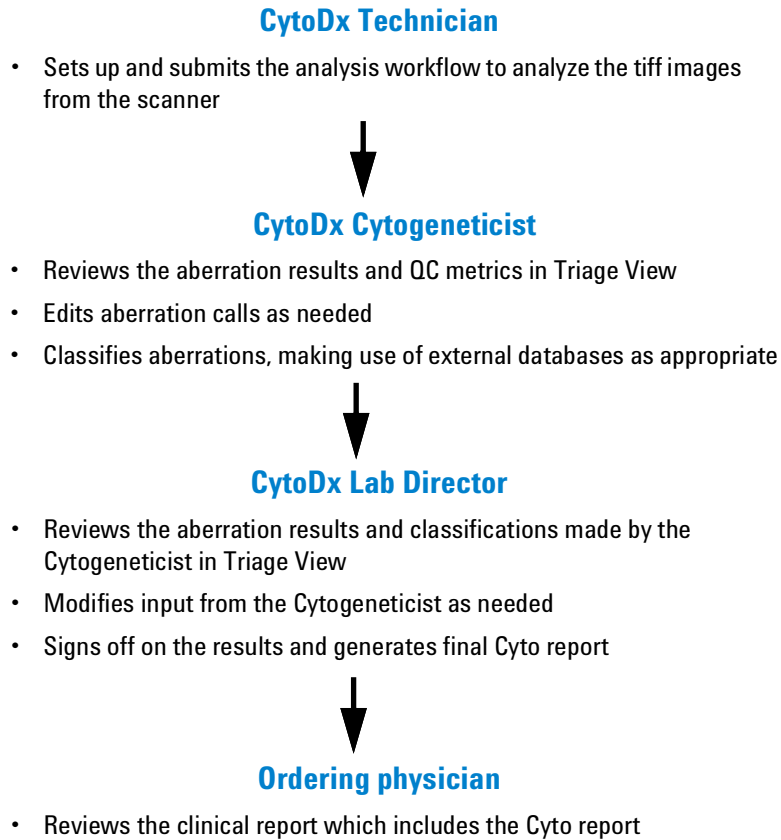 CytoDx Technician
• Sets up and submits the analysis workflow to analyze the tiff images
from the scanner
CytoDx Cytogeneticist
• Reviews the aberration results and QC metrics in Triage View
• Edits aberration calls as needed
• Classifies aberrations, making use of external databases as appropriate
CytoDx Lab Director
• Reviews the aberration results and classifications made by the
Cytogeneticist in Triage View
• Modifies input from the Cytogeneticist as needed
• Signs off on the results and generates final Cyto report
Ordering physician
• Reviews the clinical report which includes the Cyto report